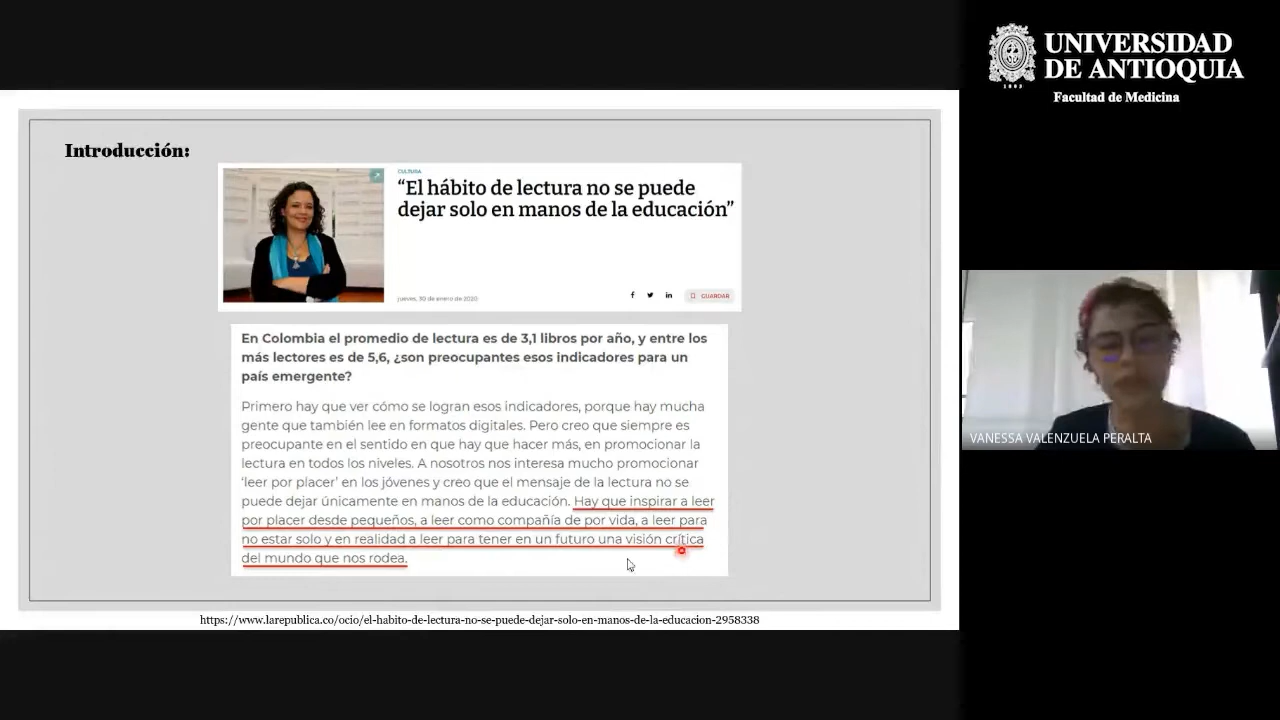 UNIVERSIDAD
DE ANTIOQUIA
1803
Facultad de Medicina
Introducción:
CULTURA
“El hábito de lectura no se puede
dejar solo en manos de la educación”
jueves, 30 de enero de 2020
GUARDAR
En Colombia el promedio de lectura es de 3,1 libros por año, y entre los
más lectores es de 5,6, ¿son preocupantes esos indicadores para un
país emergente?
Primero hay que ver cómo se logran esos indicadores, porque hay mucha
gente que también lee en formatos digitales. Pero creo que siempre es
preocupante en el sentido en que hay que hacer más, en promocionar la
lectura en todos los niveles. A nosotros nos interesa mucho promocionar
‘leer por placer’ en los jóvenes y creo que el mensaje de la lectura no se
puede dejar únicamente en manos de la educación. Hay que inspirar a leer
por placer desde pequeños, a leer como compañía de por vida, a leer para
no estar solo y en realidad a leer para tener en un futuro una visión crítica
del mundo que nos rodea.
https://www.larepublica.co/ocio/el-habito-de-lectura-no-se-puede-dejar-solo-en-manos-de-la-educacion-2958338
VANESSA VALENZUELA PERALTA